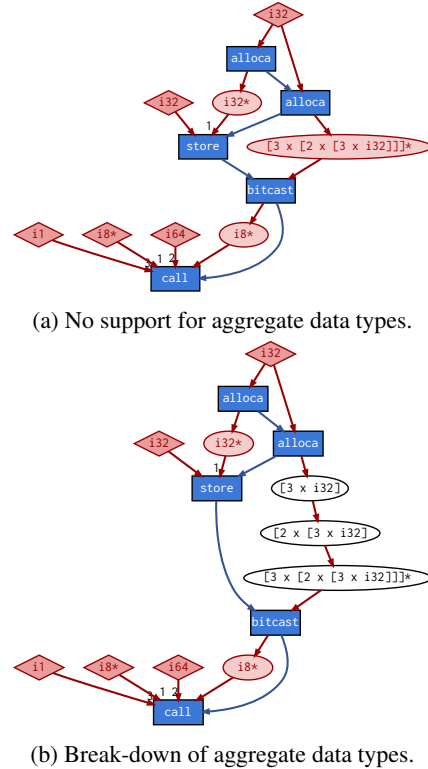 i32
alloca
i32
i32*
alloca
1
store
[3 x [2 x [3 x i32]]]*
bitcast
i1
i8*
i64
i8*
3 1 2
call
(a) No support for aggregate data types.
i32
alloca
i32
i32*
alloca
1
store
[3 x i32]
[2 x [3 x i32]
[3 x [2 x [3 x i32]]]*
bitcast
i1
i8*
i64
i8*
3 1 2
call
(b) Break-down of aggregate data types.